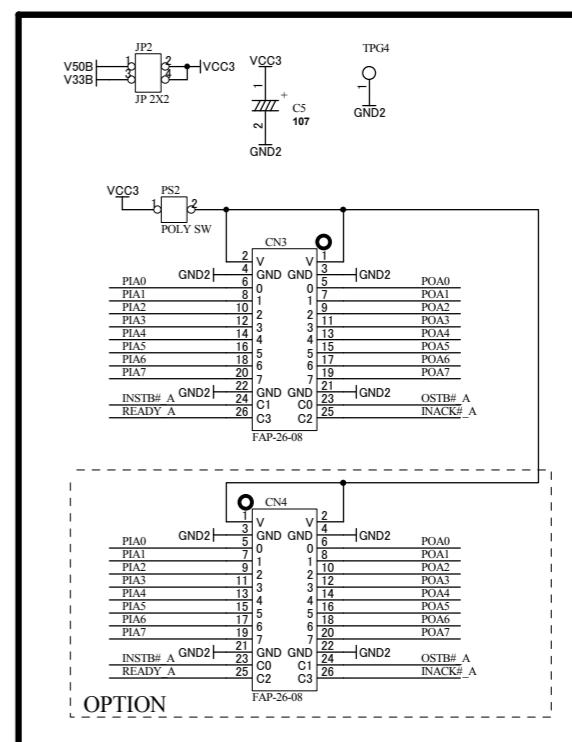 JP2
V50B 1 2 VCC3
V33B 3 4
JP 2X2
VCC3
1
+
C5
107
2
GND2
TPG4
1
GND2
VCC3 PS2
1 2
POLY SW
CN3
2 V V 1
GND2 4 GND GND 3 GND2
PIA0 6 0 0 5 POA0
PIA1 8 1 1 7 POA1
PIA2 10 2 2 9 POA2
PIA3 12 3 3 11 POA3
PIA4 14 4 4 13 POA4
PIA5 16 5 5 15 POA5
PIA6 18 6 6 17 POA6
PIA7 20 7 7 19 POA7
GND2 22 GND GND 21 GND2
INSTB#_A 24 C1 C0 23 OSTB#_A
READY_A 26 C3 C2 25 INACK#_A
FAP-26-08
CN4
1 V V 2
GND2 3 GND GND 4 GND2
PIA0 5 0 0 6 POA0
PIA1 7 1 1 8 POA1
PIA2 9 2 2 10 POA2
PIA3 11 3 3 12 POA3
PIA4 13 4 4 14 POA4
PIA5 15 5 5 16 POA5
PIA6 17 6 6 18 POA6
PIA7 19 7 7 20 POA7
GND2 21 GND GND 22 GND2
INSTB#_A 23 C0 C1 24 OSTB#_A
READY_A 25 C2 C3 26 INACK#_A
FAP-26-08
OPTION